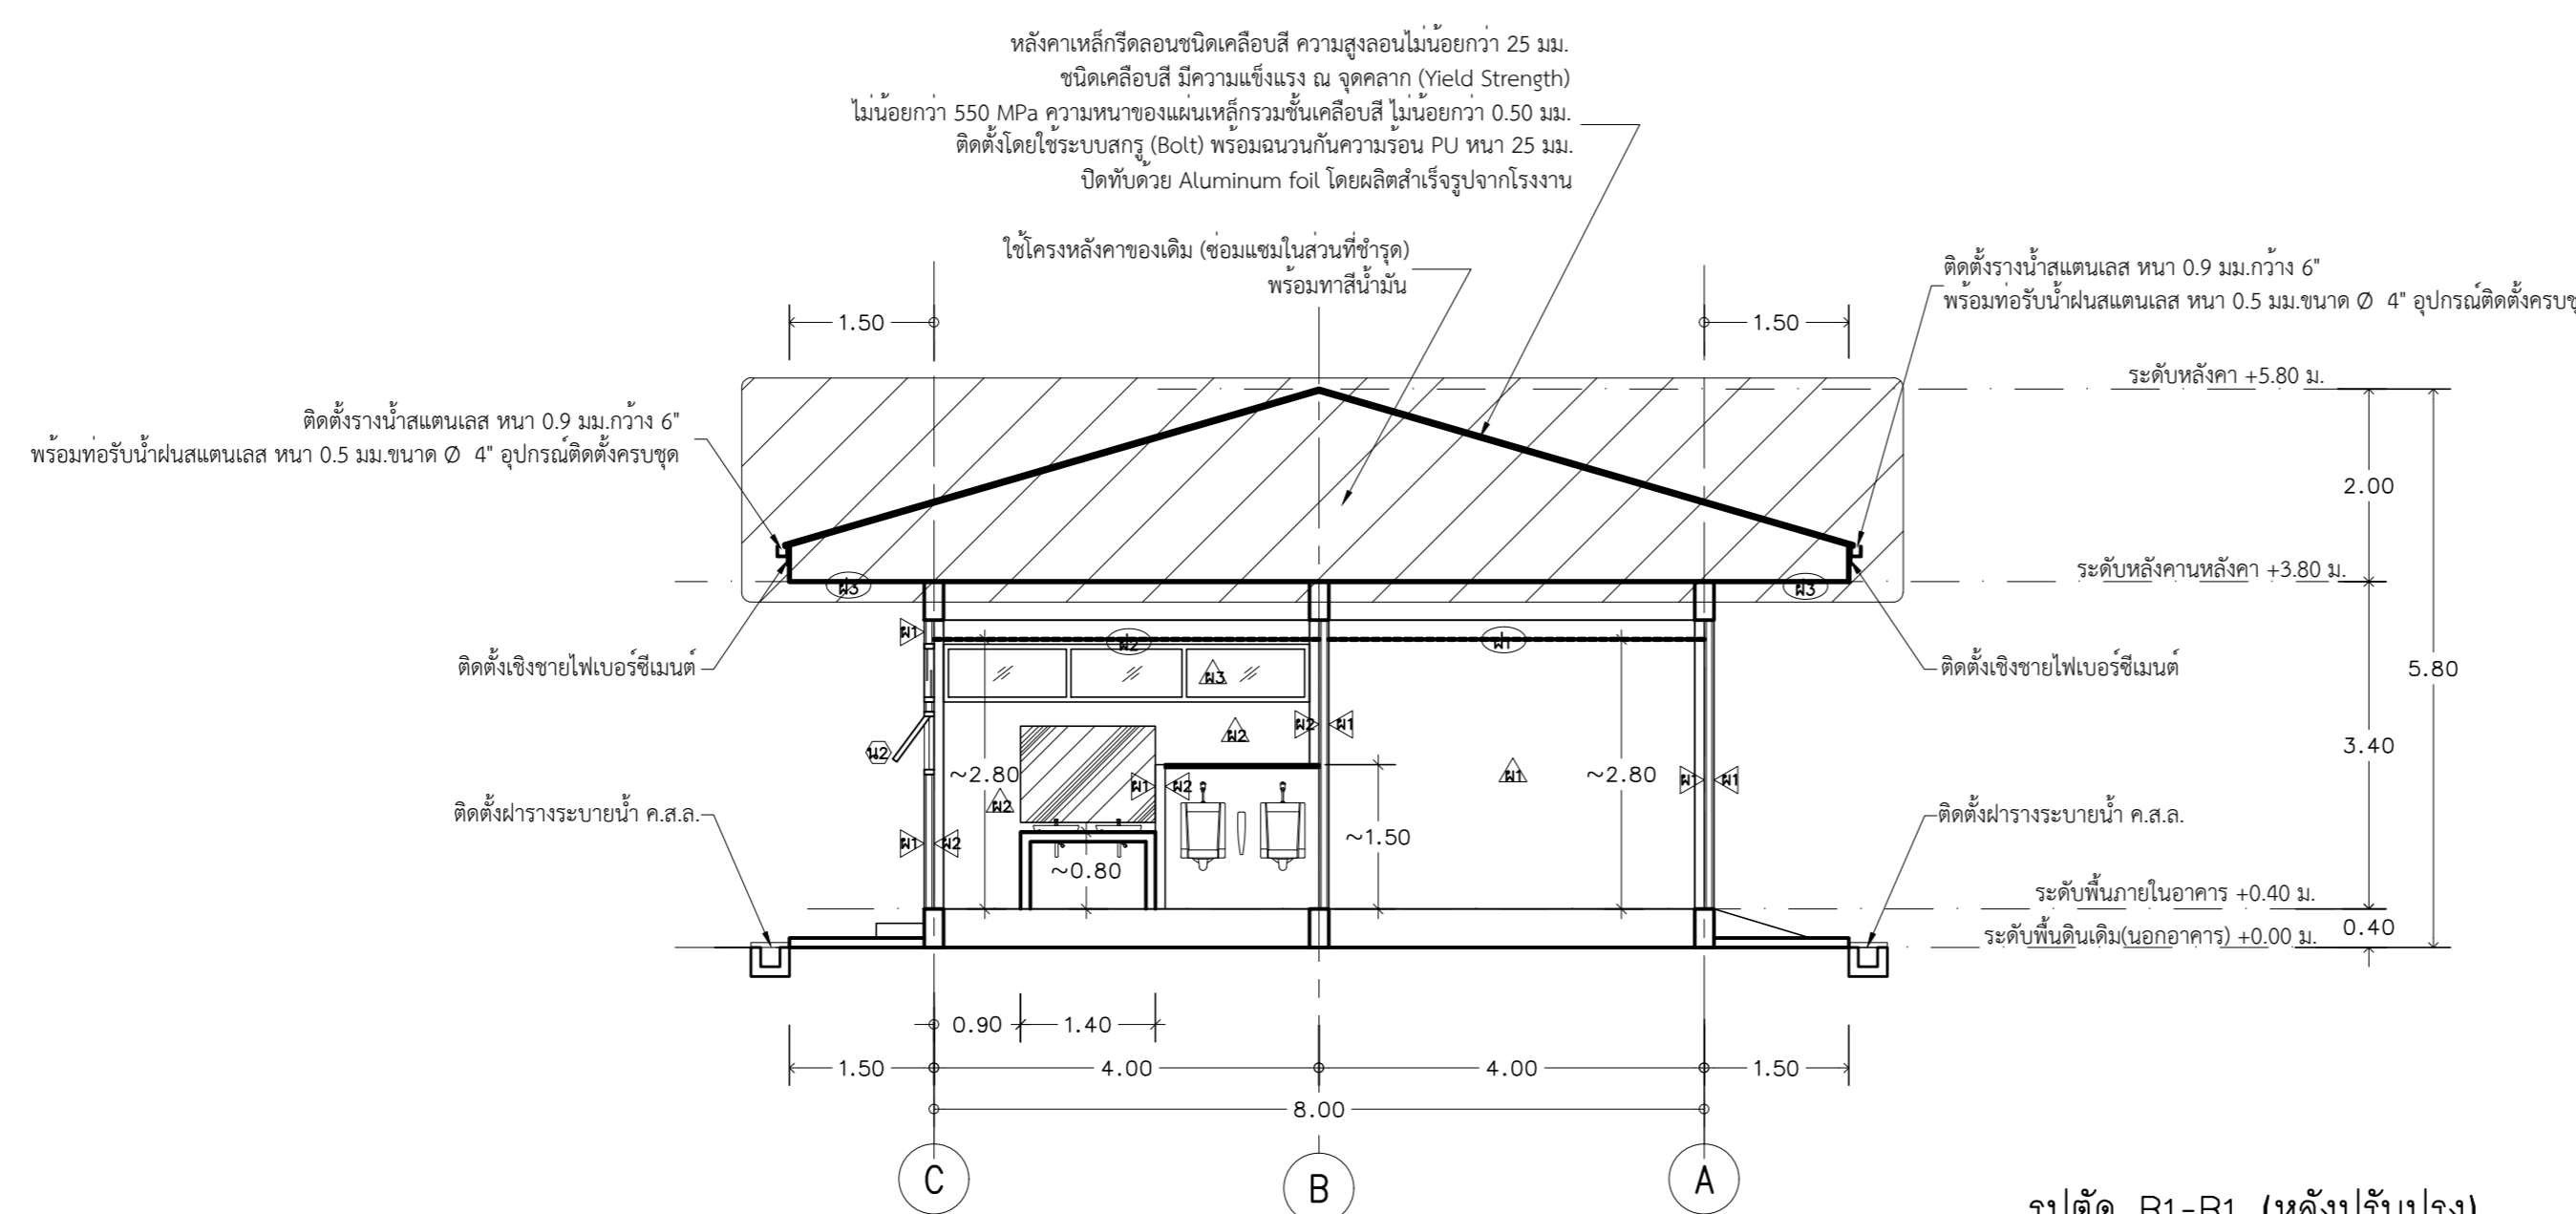 หลังคาเหล็กรีดลอนชนิดเคลือบสี ความสูงลอนไม่น้อยกว่า 25 มม.
ชนิดเคลือบสี มีความแข็งแรง ณ จุดคลาก (Yield Strength)
ไม่น้อยกว่า 550 MPa ความหนาของแผ่นเหล็กรวมชั้นเคลือบสี ไม่น้อยกว่า 0.50 มม.
ติดตั้งโดยใช้ระบบสกรู (Bolt) พร้อมฉนวนกันความร้อน PU หนา 25 มม.
ปิดทับด้วย Aluminum foil โดยผลิตสำเร็จรูปจากโรงงาน
ใช้โครงหลังคาของเดิม (ซ่อมแซมในส่วนที่ชำรุด)
พร้อมทาสีน้ำมัน
ติดตั้งรางน้ำสแตนเลส หนา 0.9 มม.กว้าง 6"
พร้อมท่อรับน้ำฝนสแตนเลส หนา 0.5 มม.ขนาด Ø 4" อุปกรณ์ติดตั้งครบชุ
1.50
1.50
ระดับหลังคา +5.80 ม.
ติดตั้งรางน้ำสแตนเลส หนา 0.9 มม.กว้าง 6"
พร้อมท่อรับน้ำฝนสแตนเลส หนา 0.5 มม.ขนาด Ø 4" อุปกรณ์ติดตั้งครบชุด
2.00
ระดับหลังคานหลังคา +3.80 ม.
ฝ3
ฝ3
ผ1
ฝ2
ฝ1
ติดตั้งเชิงชายไฟเบอร์ซีเมนต์
ผ3
ติดตั้งเชิงชายไฟเบอร์ซีเมนต์
5.80
ผ2
ผ2
ผ1
น2
3.40
~2.80
ผ1
~2.80
ผ1
ผ2
ผ1
ผ1
ผ2
ติดตั้งฝารางระบายน้ำ ค.ส.ล.
ติดตั้งฝารางระบายน้ำ ค.ส.ล.
ผ1
ผ2
~1.50
~0.80
ระดับพื้นภายในอาคาร +0.40 ม.
0.40
ระดับพื้นดินเดิม(นอกอาคาร) +0.00 ม.
0.90
1.40
1.50
4.00
4.00
1.50
8.00
C
B
A
รูปตัด B1-B1 (หลังปรับปรุง)